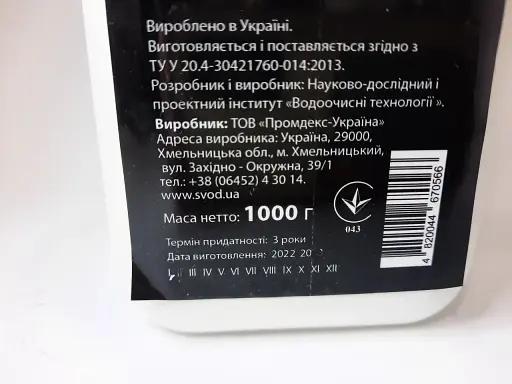 Вироблено в Україні.
Виготовляється і поставляється згідно з
ТУ У 20.4-30421760-014:2013.
Розробник і виробник: Науково-дослідний і
проектний інститут «Водоочисні технології».
Виробник: ТОВ «Промдекс-Україна»
Адреса виробника: Україна, 29000,
Хмельницька обл., м. Хмельницький,
вул. Західно - Окружна, 39/1
тел.: +38 (06452) 4 30 14.
www.svod.ua
Маса нетто: 1000 г
043
Термін придатності: 3 роки
Дата виготовлення: 2022
III IV V VI VII VIII IX X XI XII
4 820044 670566